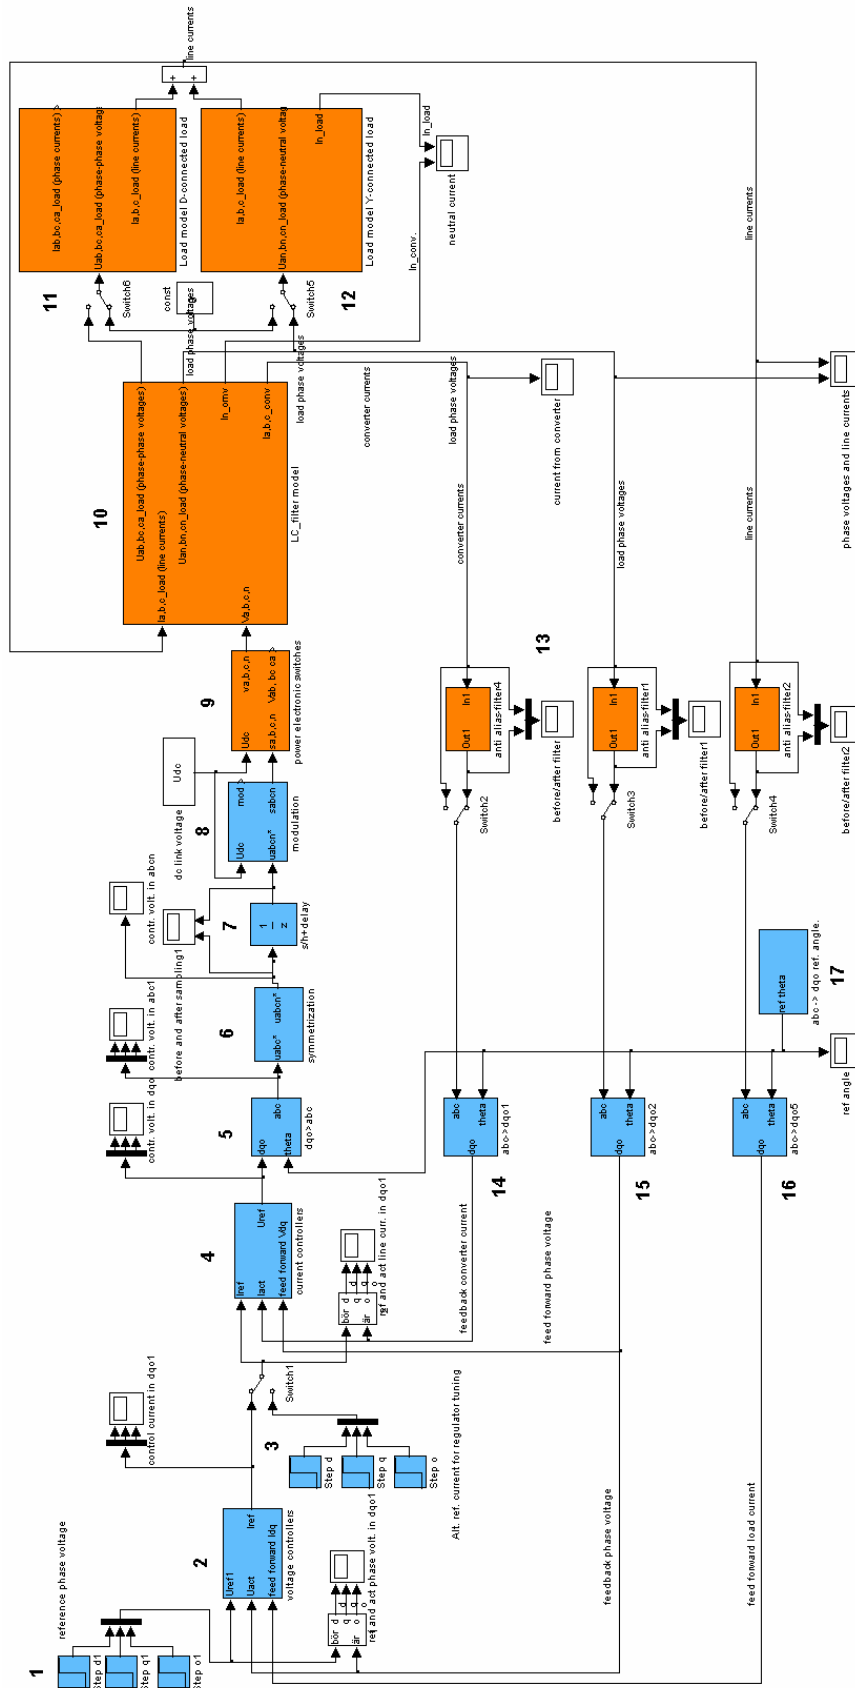 1
Step d1
Step q1
Step o1
reference phase voltage
2
Uref1
Uact
feed forward Idq
Iref
voltage controllers
bör d
är o
d
q
o
ref and act phase volt. in dqo1
control current in dqo1
3
Step d
Step q
Step o
Alt. ref. current for regulator tuning
Switch1
4
Iref
Iact
feed forward Vdq
Uref
current controllers
bör d
är o
d
q
o
ref and act line curr. in dqo1
contr. volt. in dqo
5
dqo
theta
abc
dqo>abc
contr. volt. in abc1
6
uabc*
uabcn*
symmetrization
before and after sampling1
contr. volt. in abcn
7
1
z
s/h+delay
dc link voltage
Udc
8
Udc
uabcn*
mod
sabcn
modulation
9
Udc
sa,b,c,n
va,b,c,n
Vab, bc ca
power electronic switches
10
Ia,b,c_load (line currents)
Va,b,c,n
Uab,bc,ca_load (phase-phase voltages)
Uan,bn,cn_load (phase-neutral voltages)
In_omv
Ia,b,c_conv
LC_filter model
load phase voltages
load phase voltages
const
Switch6
Switch5
11
Uab,bc,ca_load (phase-phase voltage
Iab,bc,ca_load (phase currents)
Ia,b,c_load (line currents)
Load model D-connected load
12
Uan,bn,cn_load (phase-neutral voltag
Ia,b,c_load (line currents)
In_load
Load model Y-connected load
+
+
line currents
In_load
In_conv.
neutral current
converter currents
load phase voltages
current from converter
line currents
phase voltages and line currents
13
converter currents
In1
Out1
anti alias-filter4
before/after filter
Switch2
load phase voltages
In1
Out1
anti alias-filter1
before/after filter1
Switch3
line currents
In1
Out1
anti alias-filter2
before/after filter2
Switch4
14
abc
theta
dqo
abc->dqo1
feedback converter current
15
abc
theta
dqo
abc->dqo2
feed forward phase voltage
feedback phase voltage
16
abc
theta
dqo
abc->dqo5
feed forward load current
17
ref theta
abc -> dqo ref. angle.
ref angle